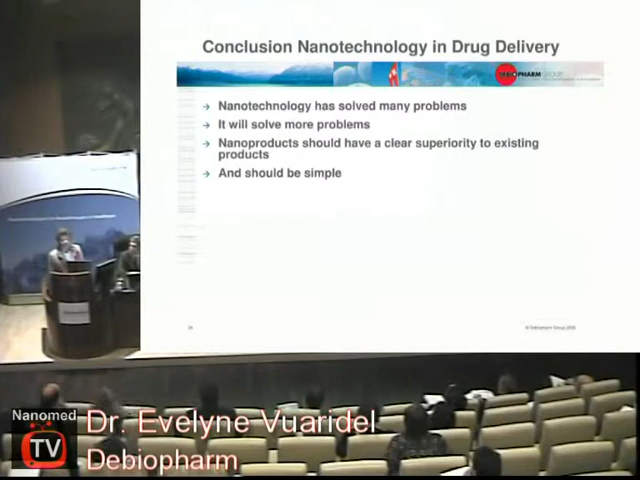 Conclusion Nanotechnology in Drug Delivery
DEBIOPHARM GROUP
Nanotechnology has solved many problems
It will solve more problems
Nanoproducts should have a clear superiority to existing
products
And should be simple
Nanomed
TV
Dr. Evelyne Vuaridel
Debiopharm